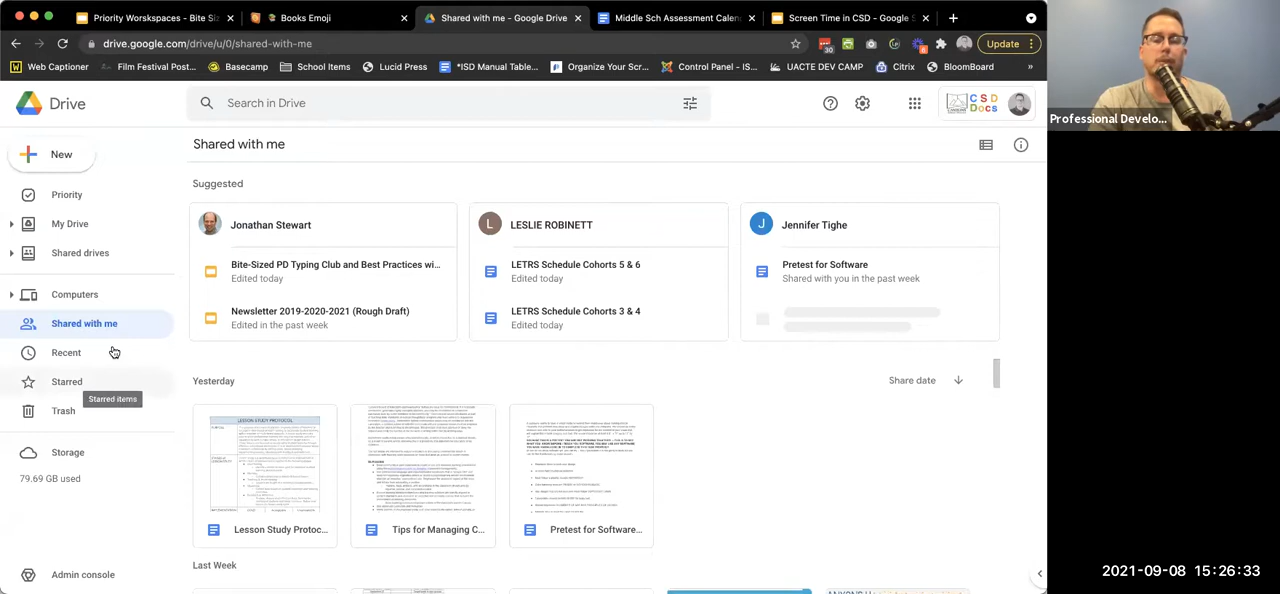 Priority Worskspaces - Bite Siz
Books Emoji
Shared with me - Google Drive
Middle Sch Assessment Calen
Screen Time in CSD - Google S
drive.google.com/drive/u/0/shared-with-me
30
6
Update
Web Captioner
Film Festival Post...
Basecamp
School Items
Lucid Press
*ISD Manual Table...
Organize Your Scr...
Control Panel - IS...
UACTE DEV CAMP
Citrix
BloomBoard
»
Drive
Search in Drive
CSD
Docs
New
Shared with me
Priority
My Drive
Shared drives
Computers
Shared with me
Recent
Starred
Starred items
Trash
Storage
79.69 GB used
Admin console
Suggested
Jonathan Stewart
Bite-Sized PD Typing Club and Best Practices wi...
Edited today
Newsletter 2019-2020-2021 (Rough Draft)
Edited in the past week
L
LESLIE ROBINETT
LETRS Schedule Cohorts 5 & 6
Edited today
LETRS Schedule Cohorts 3 & 4
Edited today
J
Jennifer Tighe
Pretest for Software
Shared with you in the past week
Yesterday
Share date
LESSON STUDY PROTOCOL
Lesson Study Protoc...
Tips for Managing C...
Pretest for Software...
Last Week
Professional Develo...
2021-09-08 15:26:33